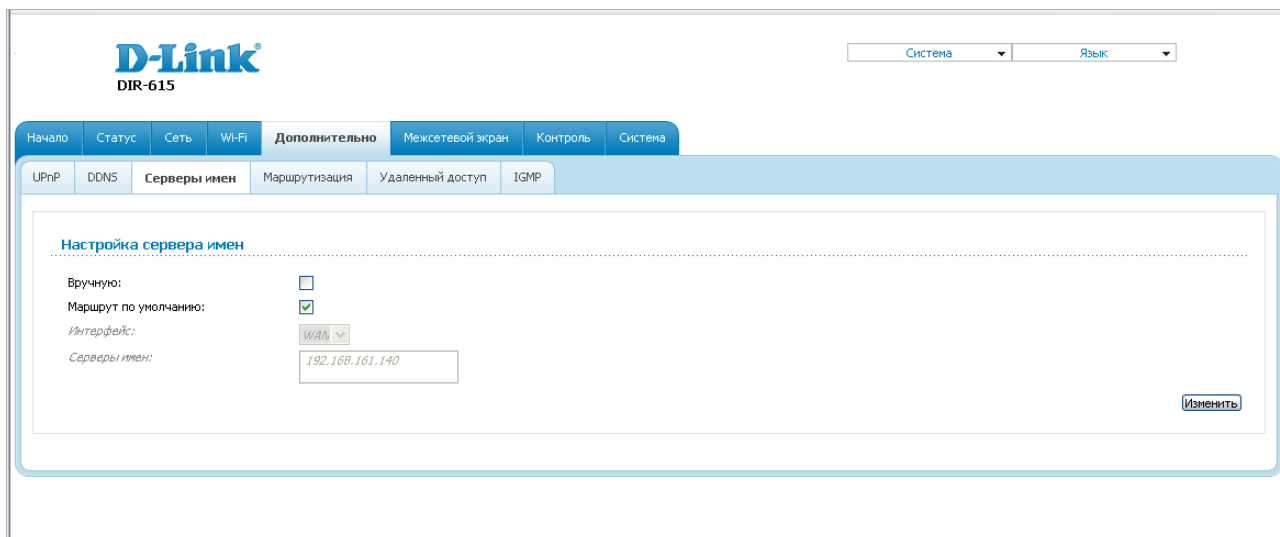 D-Link®
DIR-615
Система Язык
Начало Статус Сеть Wi-Fi Дополнительно Межсетевой экран Контроль Система
UPnP DDNS Серверы имен Маршрутизация Удаленный доступ IGMP
Настройка сервера имен
Вручную:
Маршрут по умолчанию:
Интерфейс: WAN
Серверы имен: 192.168.161.140
Изменить